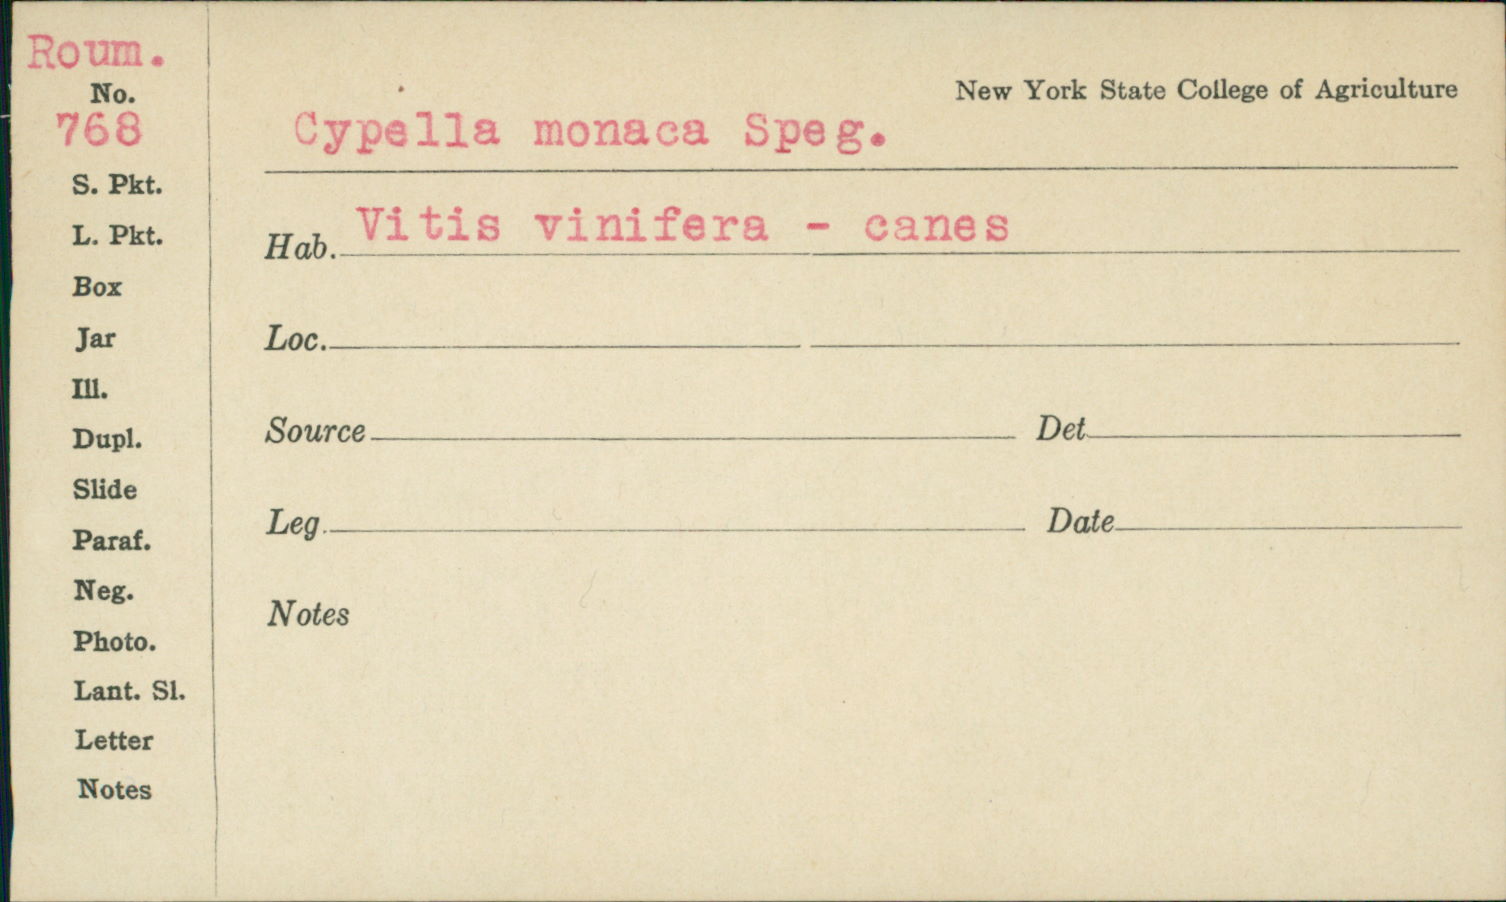 Roum.
No.
768
S. Pkt.
L. Pkt.
Box
Jar
Ill.
Dupl.
Slide
Paraf.
Neg.
Photo.
Lant. Sl.
Letter
Notes
New York State College of Agriculture
Cypella monaca Speg.
Hab. Vitis vinifera - canes
Loc.
Source Det.
Leg. Date
Notes